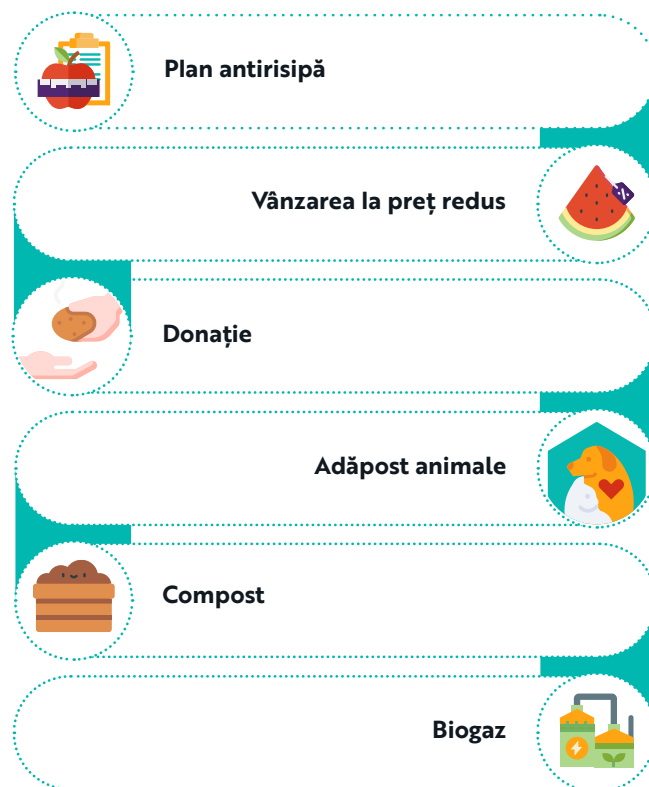 Plan antirisipă
Vânzarea la preț redus
Donație
Adăpost animale
Compost
Biogaz